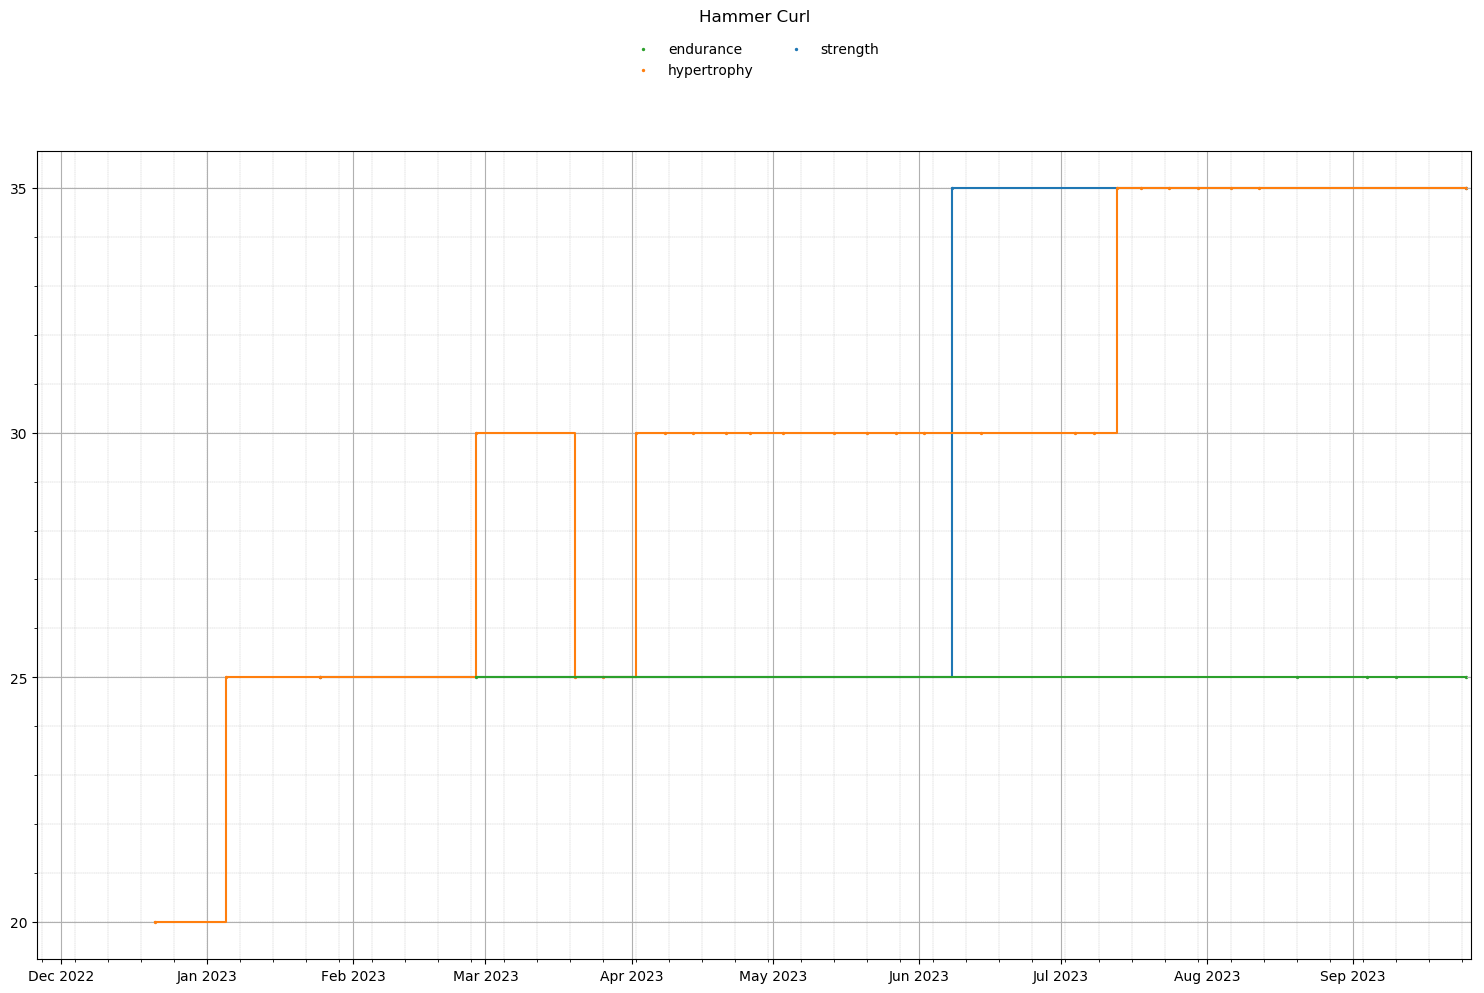 Hammer Curl
endurance
hypertrophy
strength
35
30
25
20
Dec 2022
Jan 2023
Feb 2023
Mar 2023
Apr 2023
May 2023
Jun 2023
Jul 2023
Aug 2023
Sep 2023